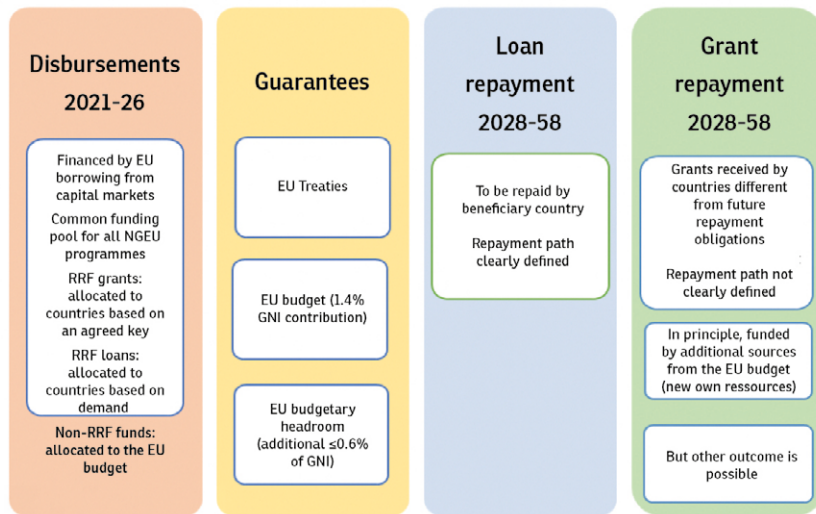 Disbursements
2021-26
Financed by EU
borrowing from
capital markets
Common funding
pool for all NGEU
programmes
RRF grants:
allocated to
countries based on
an agreed key
RRF loans:
allocated to
countries based on
demand
Non-RRF funds:
allocated to the EU
budget
Guarantees
EU Treaties
EU budget (1.4%
GNI contribution)
EU budgetary
headroom
(additional ≤0.6%
of GNI)
Loan
repayment
2028-58
To be repaid by
beneficiary country
Repayment path
clearly defined
Grant
repayment
2028-58
Grants received by
countries different
from future
repayment
obligations
Repayment path not
clearly defined
In principle, funded
by additional sources
from the EU budget
(new own ressources)
But other outcome is
possible